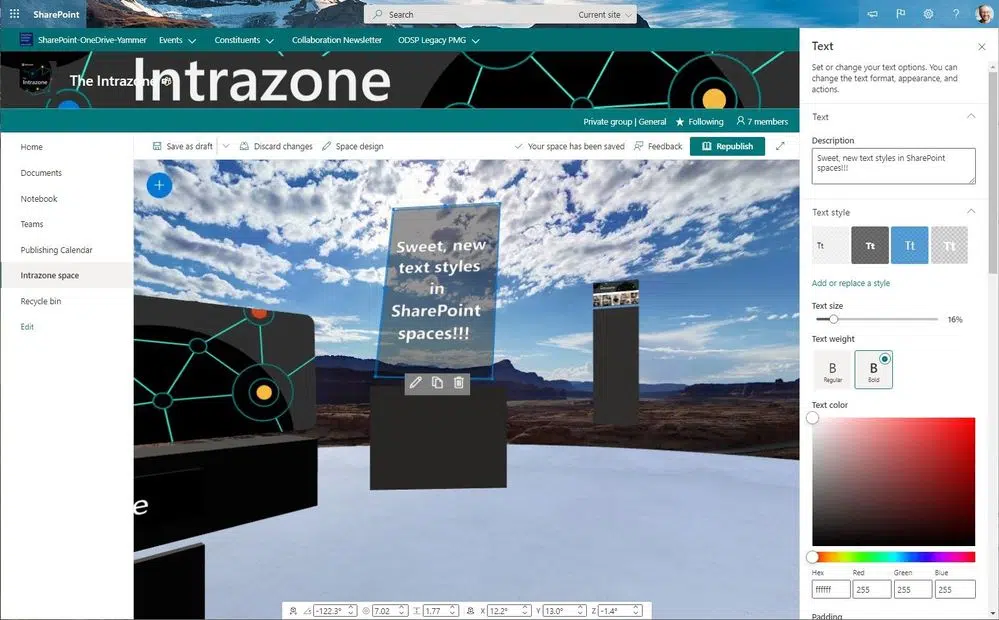 SharePoint
Search
Current site
SharePoint-OneDrive-Yammer
Events
Constituents
Collaboration Newsletter
ODSP Legacy PMG
Intrazone
The Intrazone
Intrazone
Private group | General
Following
7 members
Home
Documents
Notebook
Teams
Publishing Calendar
Intrazone space
Recycle bin
Edit
Save as draft
Discard changes
Space design
Your space has been saved
Feedback
Republish
Sweet, new
text styles
in
SharePoint
spaces!!!
e
-122.3°
7.02
1.77
X 12.2°
Y 13.0°
Z -1.4°
Text
Set or change your text options. You can
change the text format, appearance, and
actions.
Text
Description
Sweet, new text styles in SharePoint
spaces!!!
Text style
Tt
Tt
Tt
Tt
Add or replace a style
Text size
16%
Text weight
B
Regular
B
Bold
Text color
Hex
Red
Green
Blue
ffffff
255
255
255
Padding